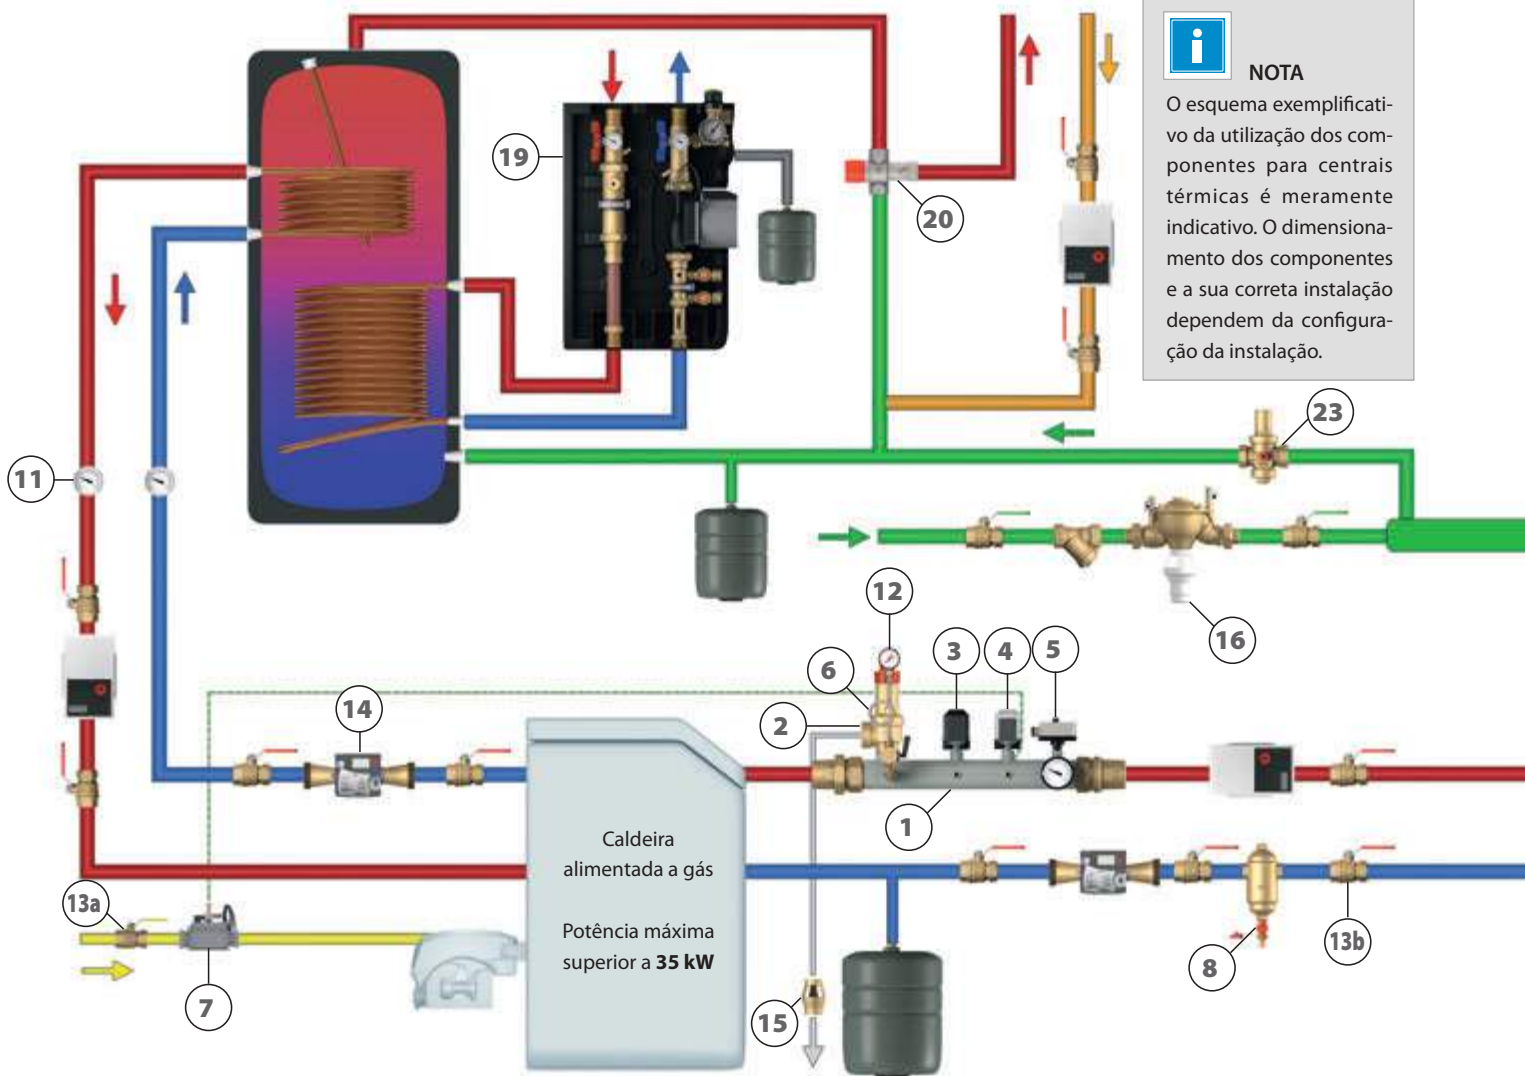 NOTA
O esquema exemplificati-
vo da utilização dos com-
ponentes para centrais
térmicas é meramente
indicativo. O dimensiona-
mento dos componentes
e a sua correta instalação
dependem da configura-
ção da instalação.
19
20
23
11
16
12
3
4
5
6
2
14
1
Caldeira
alimentada a gás
Potência máxima
superior a 35 kW
13a
7
15
8
13b